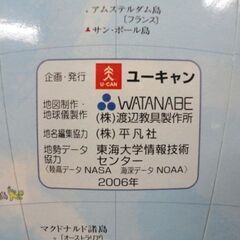 アムステルダム島
[フランス]
サン・ポール島
企画・発行
U-CAN
ユーキャン
地図制作・
地球儀製作
WATANABE
(株)渡辺教具製作所
地名編集協力
(株)平凡社
地勢データ
協力
東海大学情報技術
センター
<陸高データ NASA 海深データ NOAA>
2006年
マクドナルド諸島
[オーストラリア]